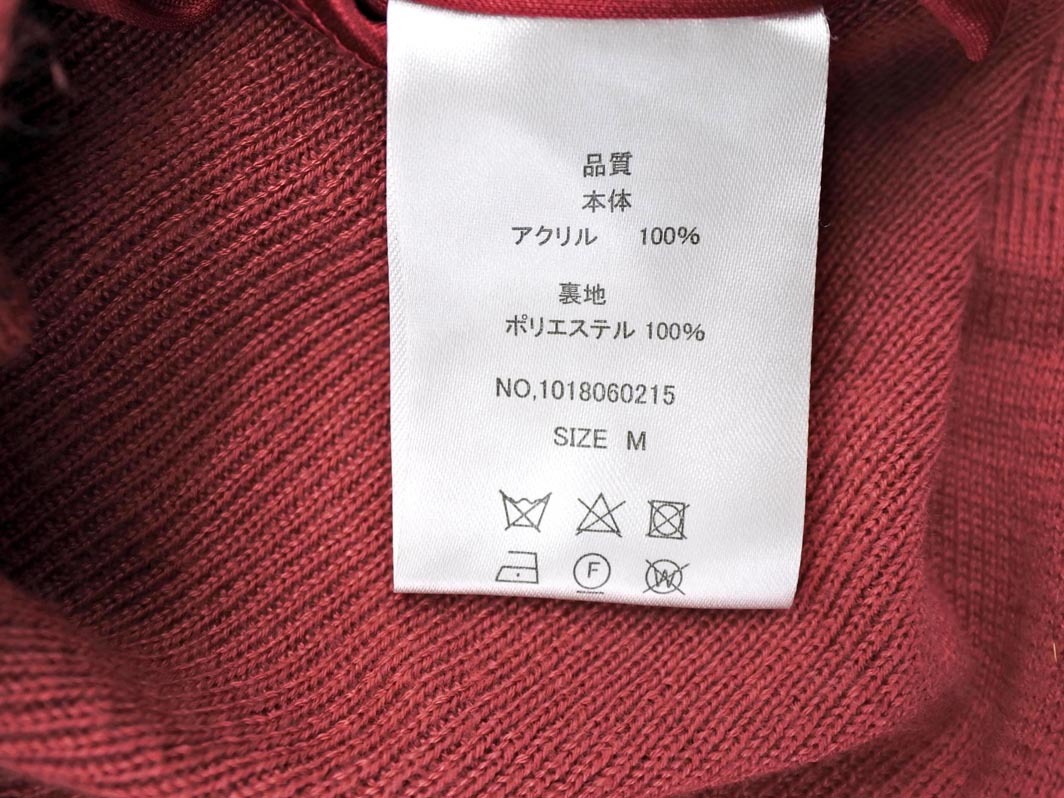 品質
本体
アクリル 100%
裏地
ポリエステル 100%
NO,1018060215
SIZE M
F
W